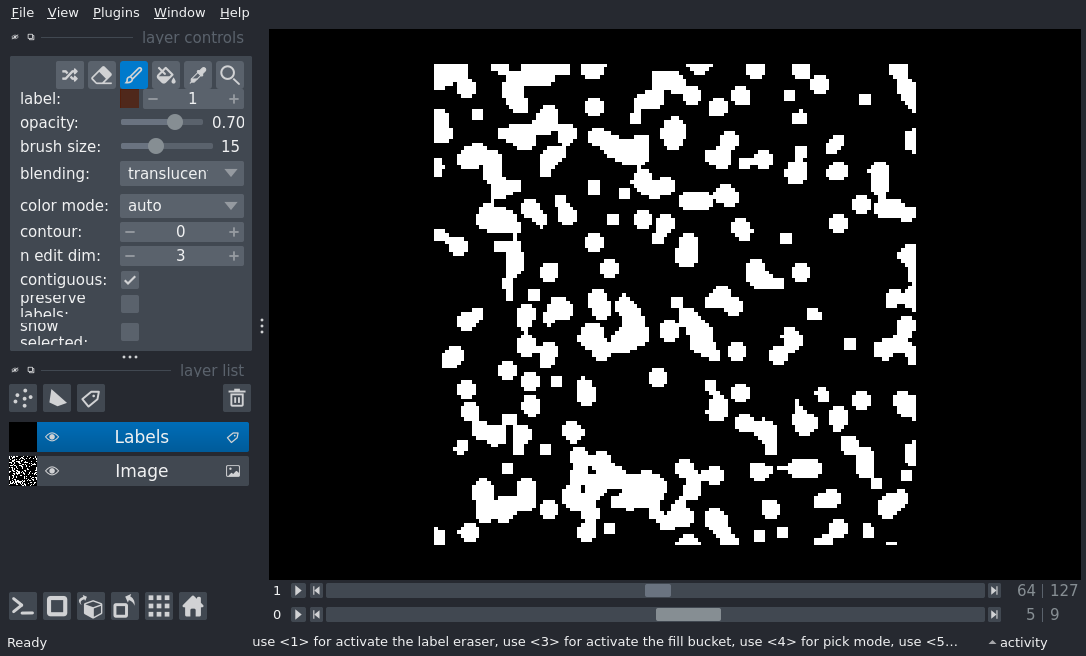 File View Plugins Window Help
layer controls
label: 1
opacity: 0.70
brush size: 15
blending: translucen
color mode: auto
contour: 0
n edit dim: 3
contiguous:
preserve
labels:
show
selected:
layer list
Labels
Image
1 64 127
0 5 9
Ready use <1> for activate the label eraser, use <3> for activate the fill bucket, use <4> for pick mode, use <5... activity